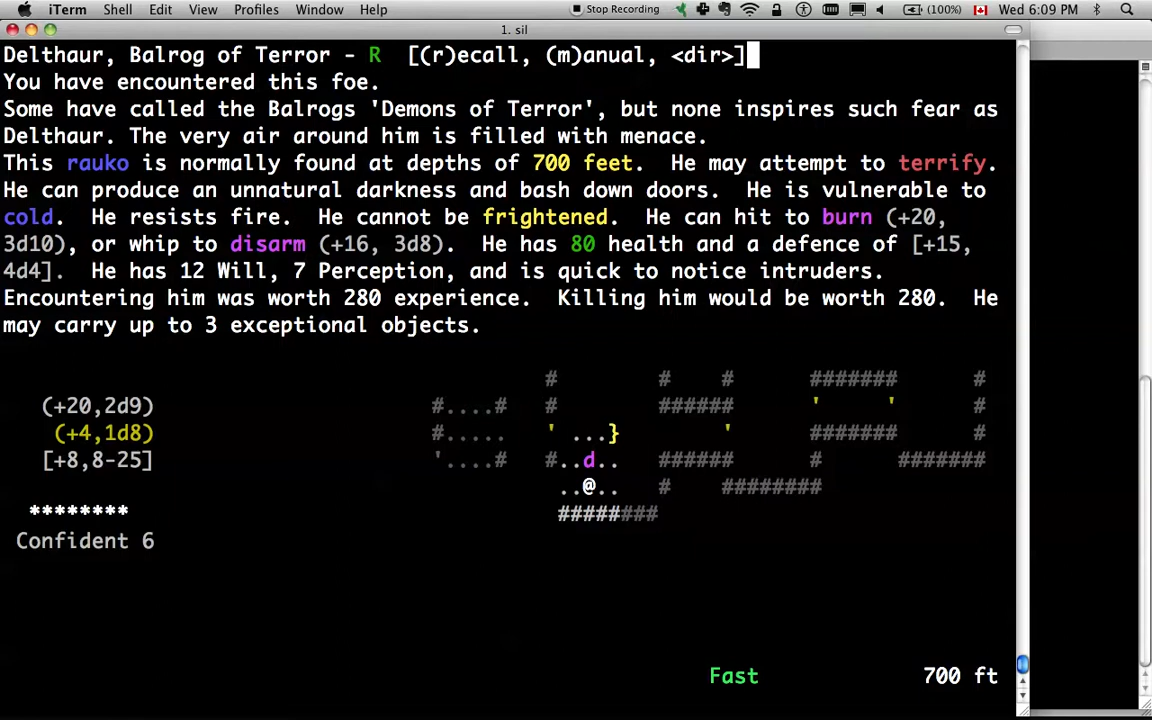 iTerm Shell Edit View Profiles Window Help Stop Recording (100%) Wed 6:09 PM
1. sil
Delthaur, Balrog of Terror - R [(r)ecall, (m)anual, <dir>]
You have encountered this foe.
Some have called the Balrogs 'Demons of Terror', but none inspires such fear as
Delthaur. The very air around him is filled with menace.
This rauko is normally found at depths of 700 feet. He may attempt to terrify.
He can produce an unnatural darkness and bash down doors. He is vulnerable to
cold. He resists fire. He cannot be frightened. He can hit to burn (+20,
3d10), or whip to disarm (+16, 3d8). He has 80 health and a defence of [+15,
4d4]. He has 12 Will, 7 Perception, and is quick to notice intruders.
Encountering him was worth 280 experience. Killing him would be worth 280. He
may carry up to 3 exceptional objects.
# # # ####### #
(+20,2d9) #....# # ###### ' ' #
(+4,1d8) #..... ' ...} ' ####### #
[+8,8-25] '....# #..d.. ###### # #######
..@.. # ########
******** ########
Confident 6
Fast 700 ft